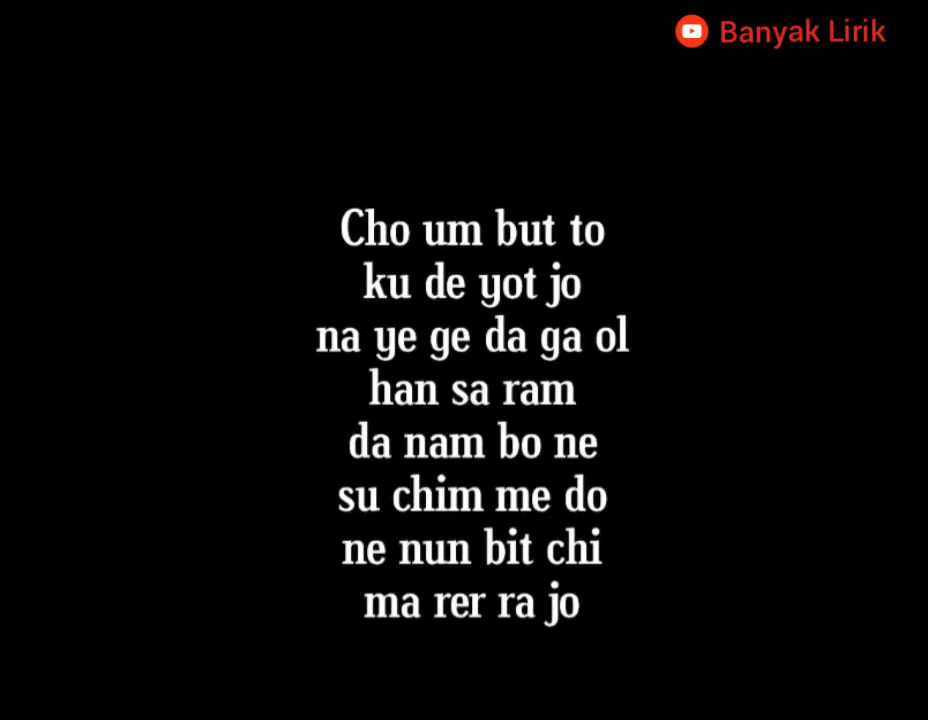 Banyak Lirik
Cho um but to
ku de yot jo
na ye ge da ga ol
han sa ram
da nam bo ne
su chim me do
ne nun bit chi
ma rer ra jo